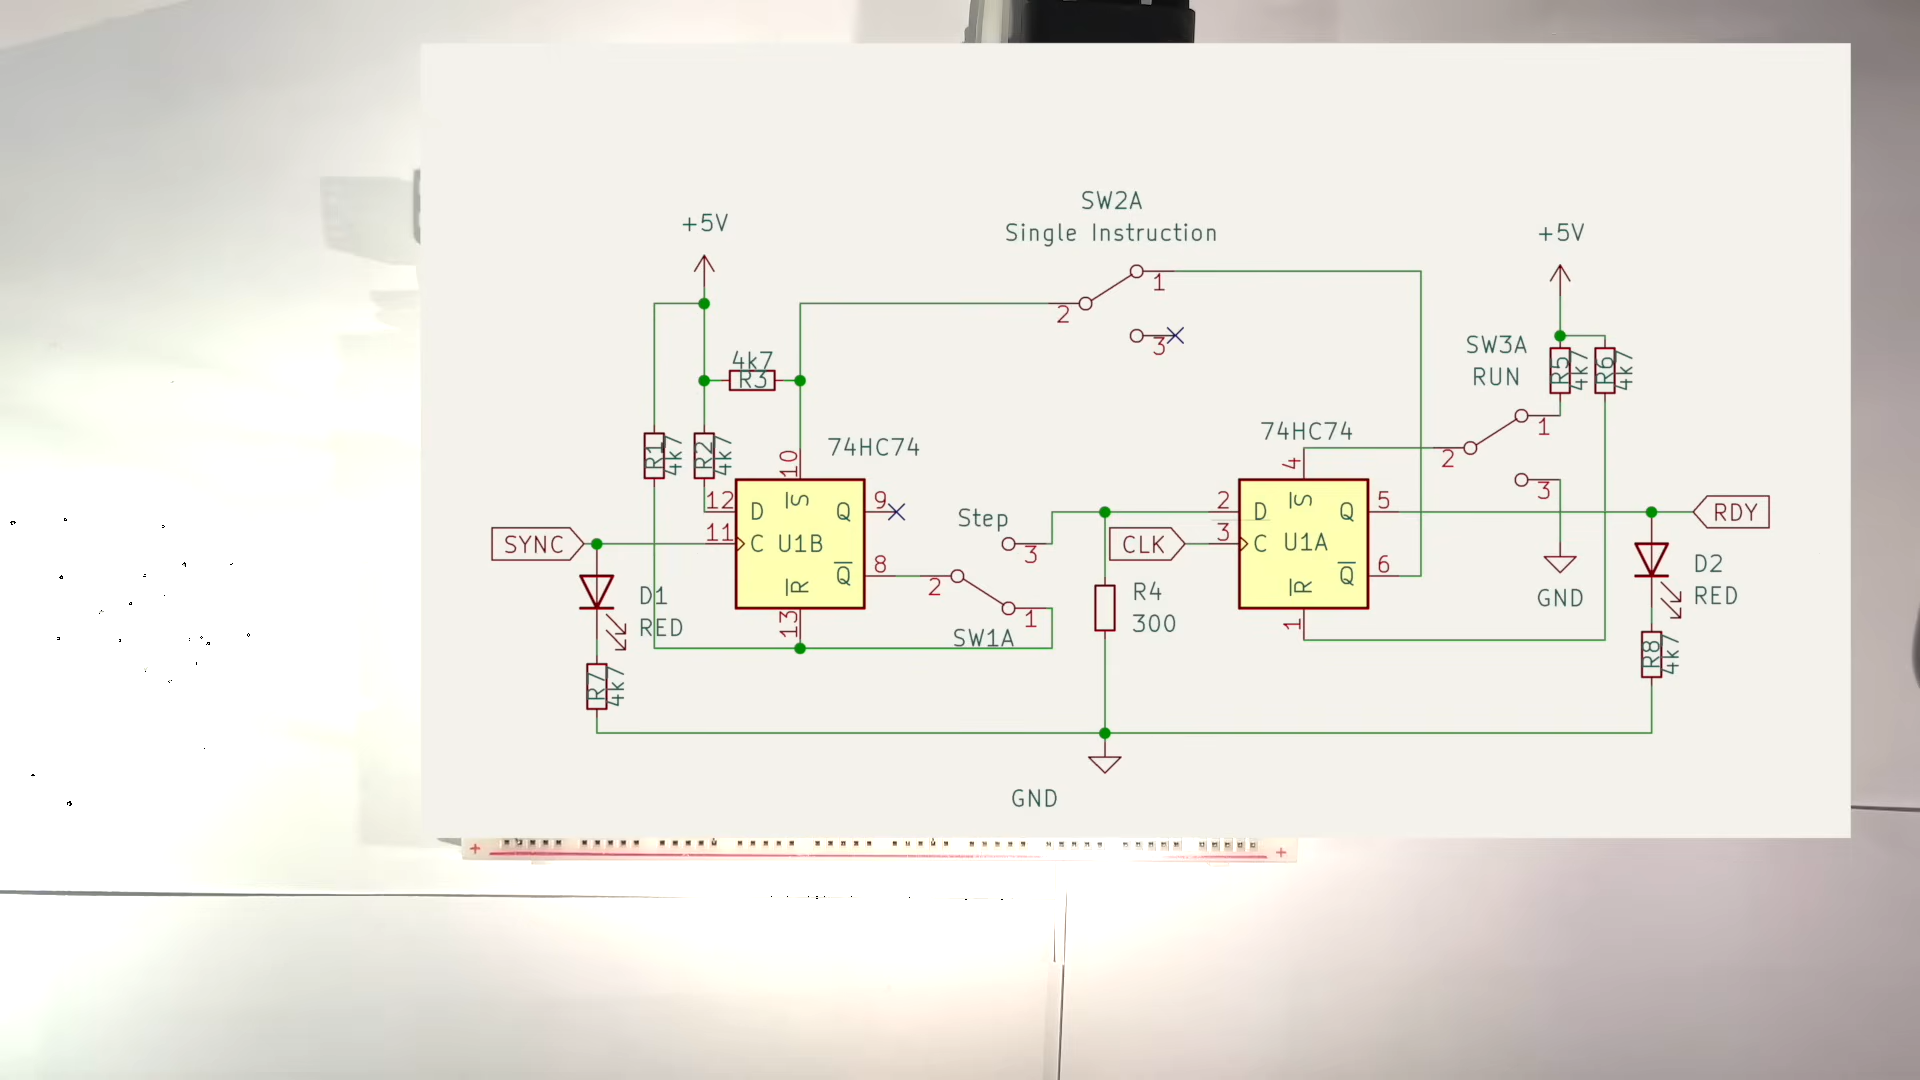 SW2A
Single Instruction
+5V
+5V
1
2
3
SW3A
RUN
R5
4k7
R6
4k7
4k7
R3
1
2
3
R1
4k7
R2
4k7
10
74HC74
74HC74
4
12
D
S
Q
9
11
C
U1B
8
Q
R
13
SYNC
Step
3
2
1
SW1A
CLK
2
D
S
Q
5
3
C
U1A
6
Q
R
1
RDY
D1
RED
R7
4k7
R4
300
GND
D2
RED
R8
4k7
GND
+
+